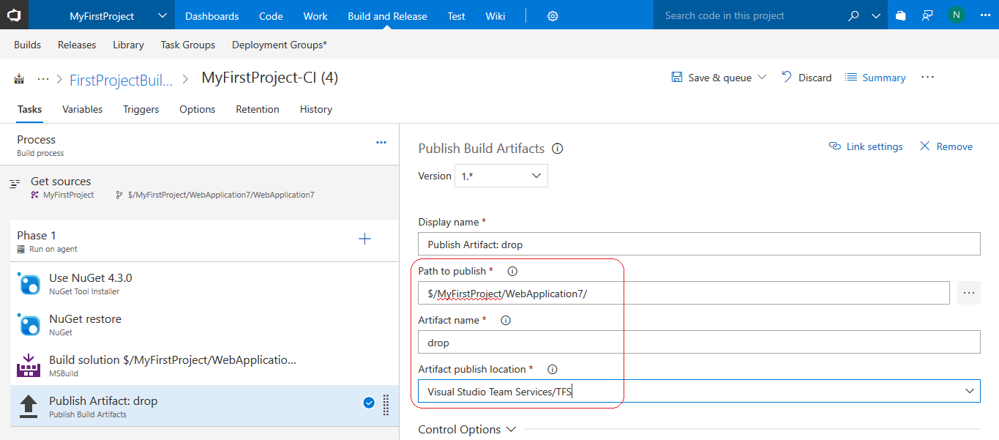 MyFirstProject Dashboards Code Work Build and Release Test Wiki Search code in this project N
Builds Releases Library Task Groups Deployment Groups*
FirstProjectBuil... MyFirstProject-CI (4) Save & queue Discard Summary
Tasks Variables Triggers Options Retention History
Process
Build process
Get sources
MyFirstProject $/MyFirstProject/WebApplication7/WebApplication7
Phase 1
Run on agent
Use NuGet 4.3.0
NuGet Tool Installer
NuGet restore
NuGet
Build solution $/MyFirstProject/WebApplicatio...
MSBuild
Publish Artifact: drop
Publish Build Artifacts
Publish Build Artifacts Link settings Remove
Version 1.*
Display name *
Publish Artifact: drop
Path to publish *
$/MyFirstProject/WebApplication7/
Artifact name *
drop
Artifact publish location *
Visual Studio Team Services/TFS
Control Options